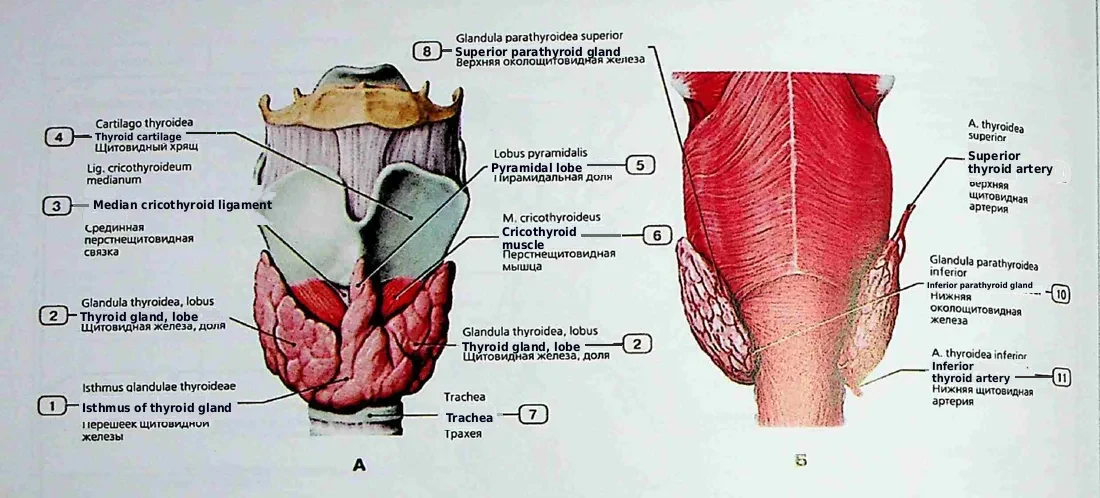 8
Glandula parathyroidea superior
Superior parathyroid gland
Верхняя околощитовидная железа
4
Cartilago thyroidea
Thyroid cartilage
Щитовидный хрящ
Lig. cricothyroideum
medianum
3
Median cricothyroid ligament
Срединная
перстнещитовидная
связка
2
Glandula thyroidea, lobus
Thyroid gland, lobe
Щитовидная железа, доля
1
Isthmus glandulae thyroideae
Isthmus of thyroid gland
Перешеек щитовидной
железы
Lobus pyramidalis
Pyramidal lobe
Пирамидальная доля
5
M. cricothyroideus
Cricothyroid
muscle
Перстнещитовидная
мышца
6
Glandula thyroidea, lobus
Thyroid gland, lobe
Щитовидная железа, доля
2
Trachea
Trachea
Трахея
7
A
A. thyroidea
superior
Superior
thyroid artery
верхняя
щитовидная
артерия
Glandula parathyroidea
inferior
Inferior parathyroid gland
Нижняя
околощитовидная
железа
10
A. thyroidea inferior
Inferior
thyroid artery
Нижняя щитовидная
артерия
11
Б